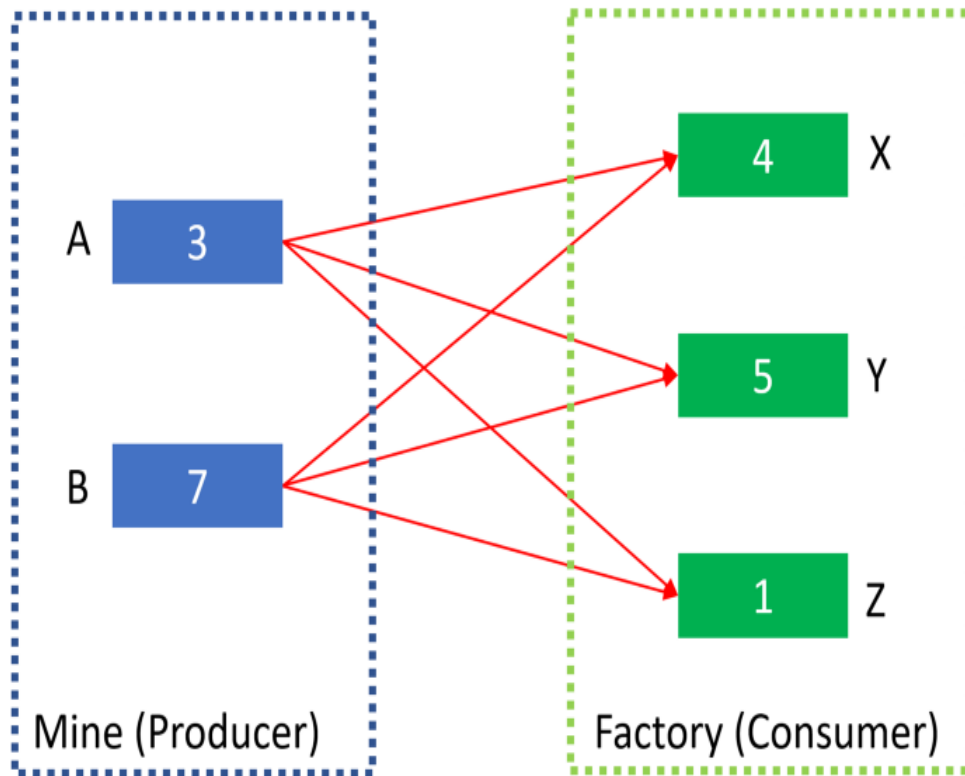 4 X
A 3
5 Y
B 7
1 Z
Mine (Producer)
Factory (Consumer)